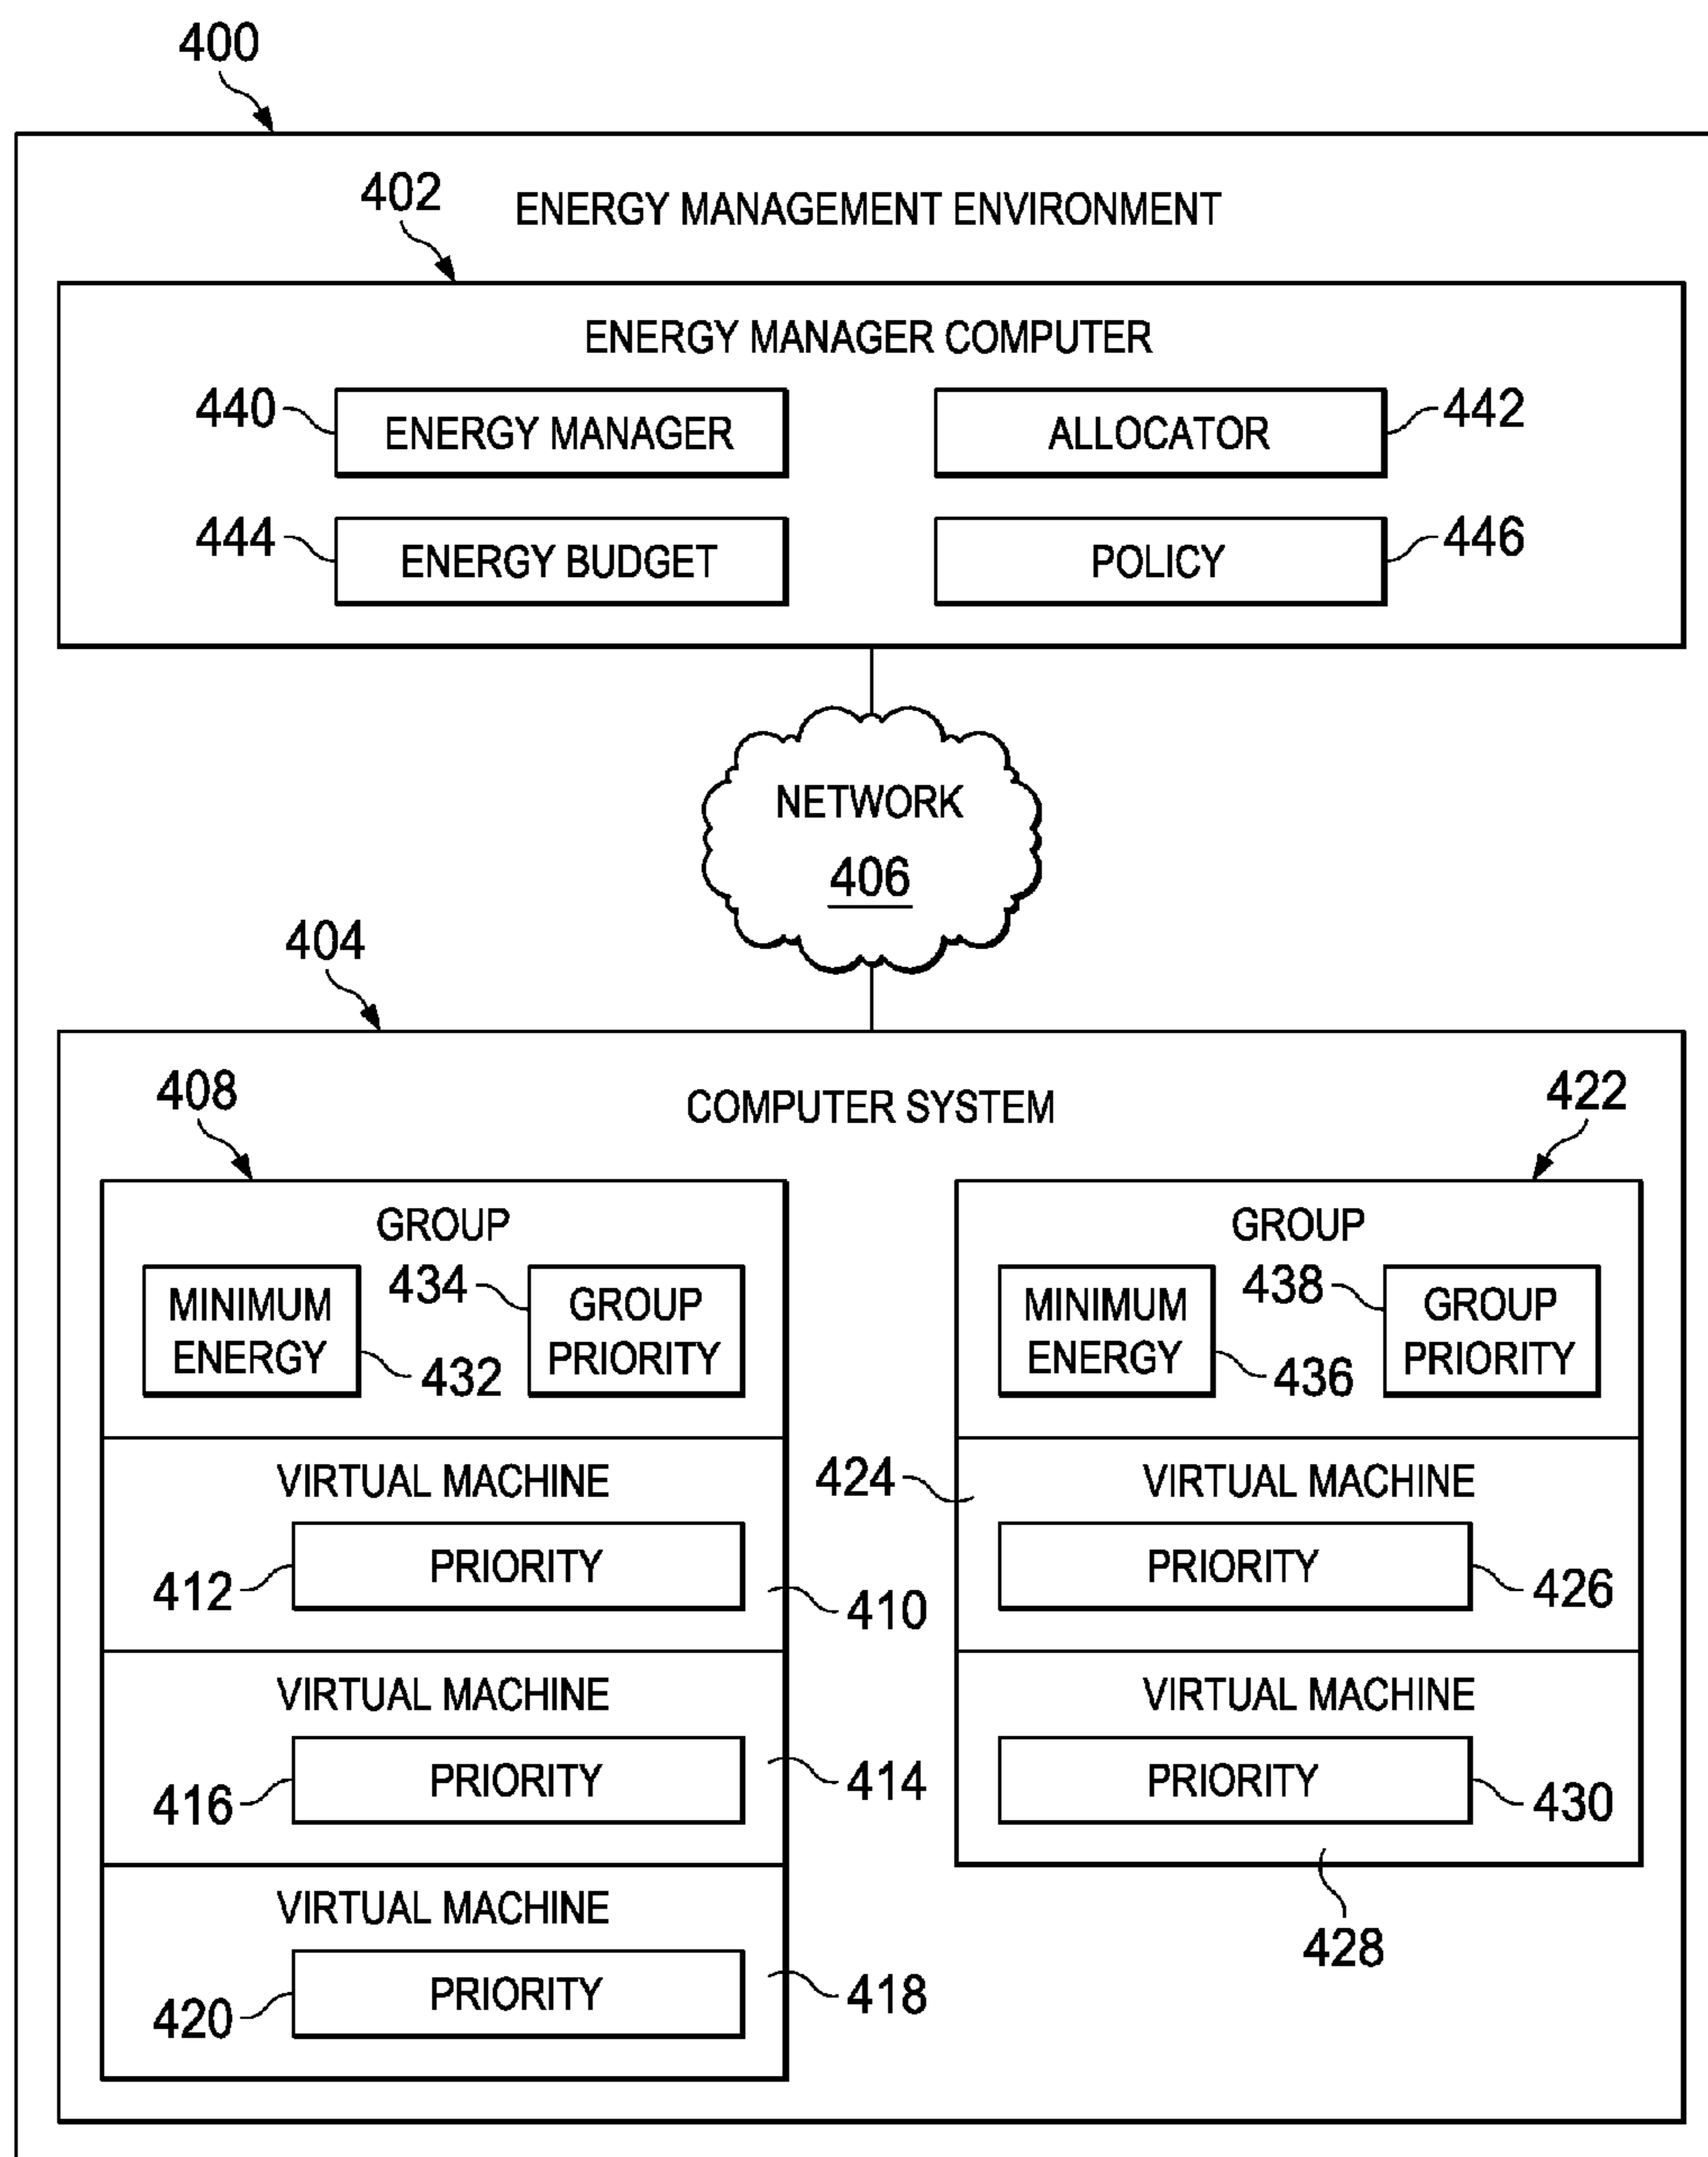 400
402
ENERGY MANAGEMENT ENVIRONMENT
ENERGY MANAGER COMPUTER
440
ENERGY MANAGER
ALLOCATOR
442
444
ENERGY BUDGET
POLICY
446
NETWORK
406
404
COMPUTER SYSTEM
408
422
GROUP
MINIMUM
ENERGY
432
434
GROUP
PRIORITY
VIRTUAL MACHINE
412
PRIORITY
410
VIRTUAL MACHINE
416
PRIORITY
414
VIRTUAL MACHINE
420
PRIORITY
418
GROUP
MINIMUM
ENERGY
436
438
GROUP
PRIORITY
424
VIRTUAL MACHINE
PRIORITY
426
VIRTUAL MACHINE
PRIORITY
430
428